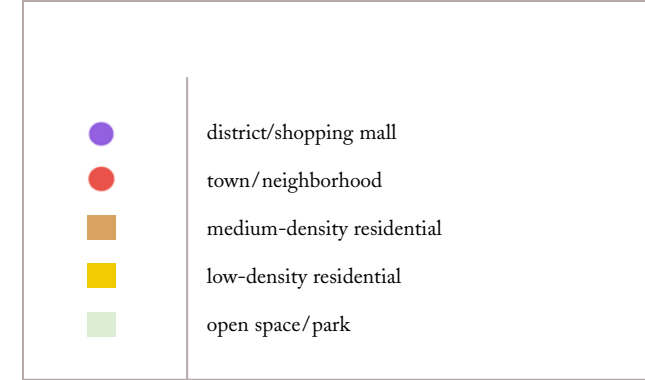 district/shopping mall
town/neighborhood
medium-density residential
low-density residential
open space/park